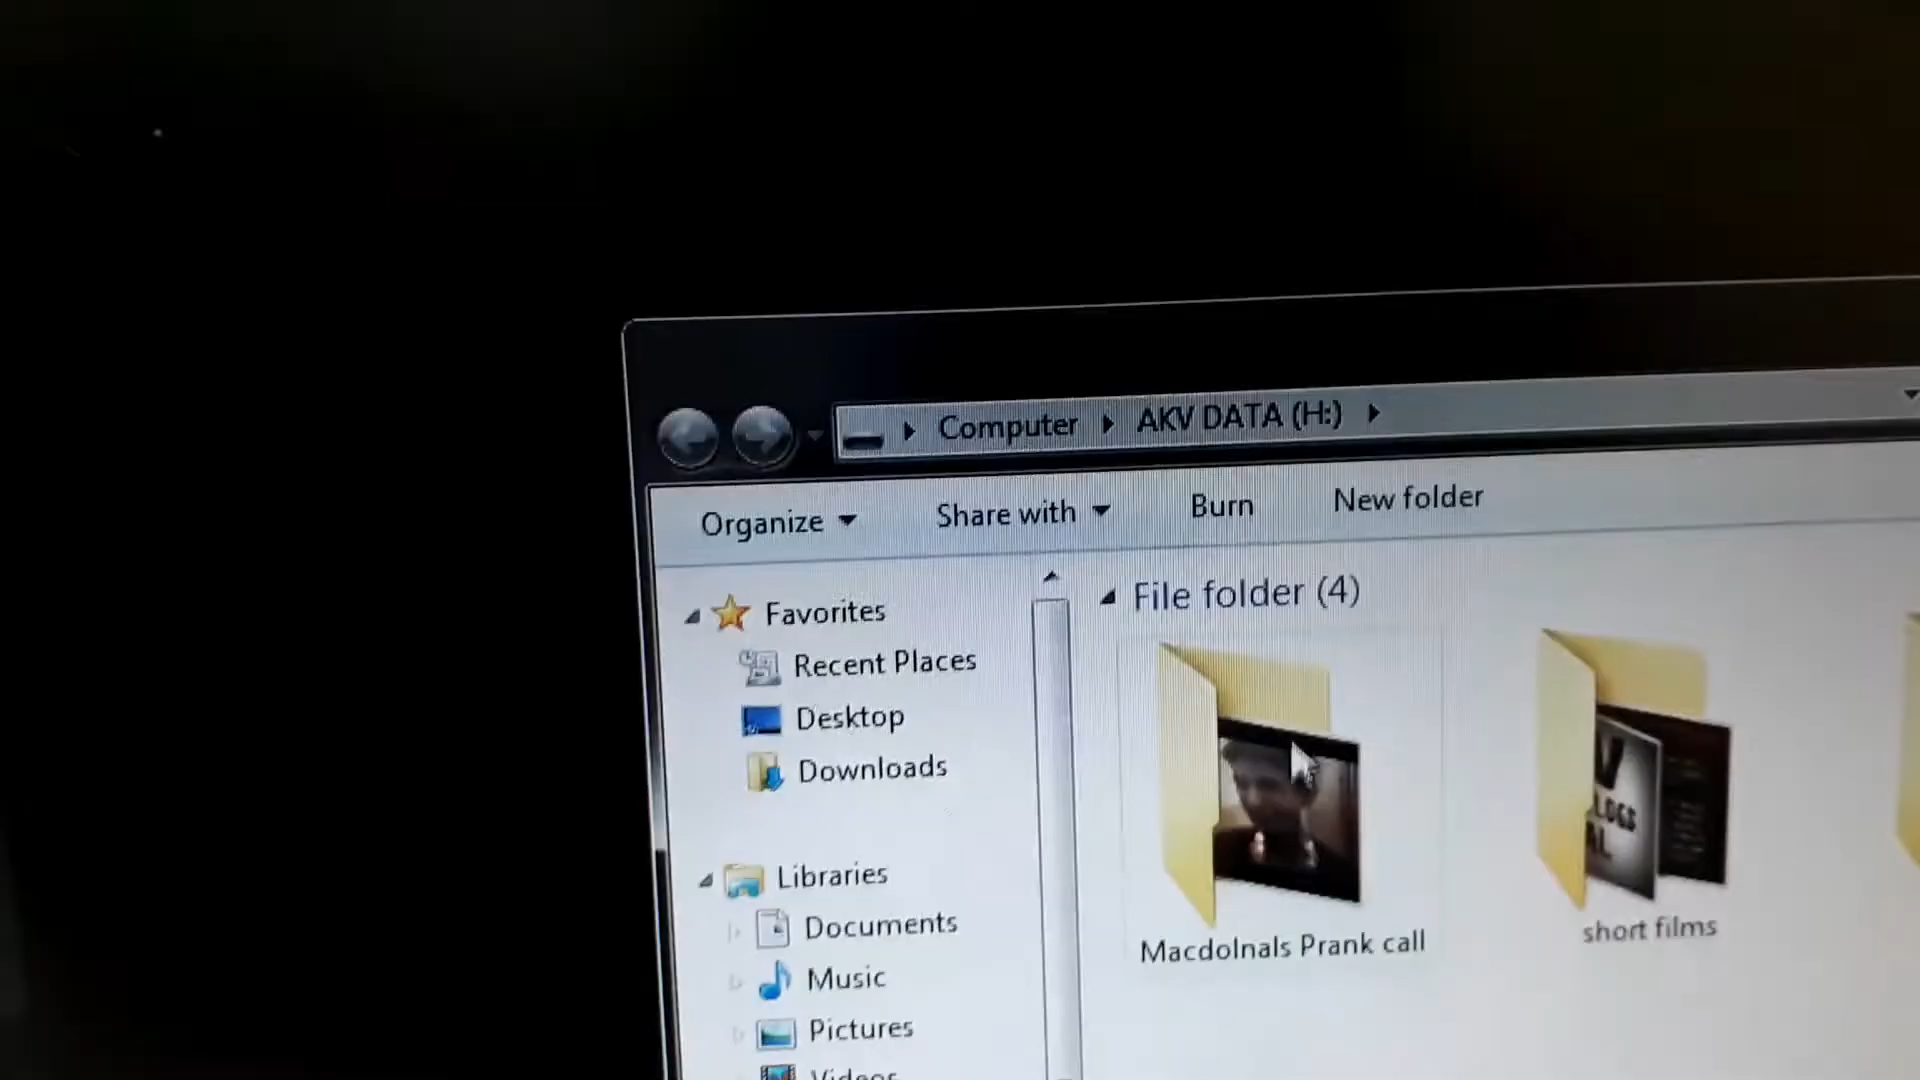 Computer AKV DATA (H:)
Organize Share with Burn New folder
Favorites
Recent Places
Desktop
Downloads
Libraries
Documents
Music
Pictures
Videos
File folder (4)
Macdolnals Prank call
short films